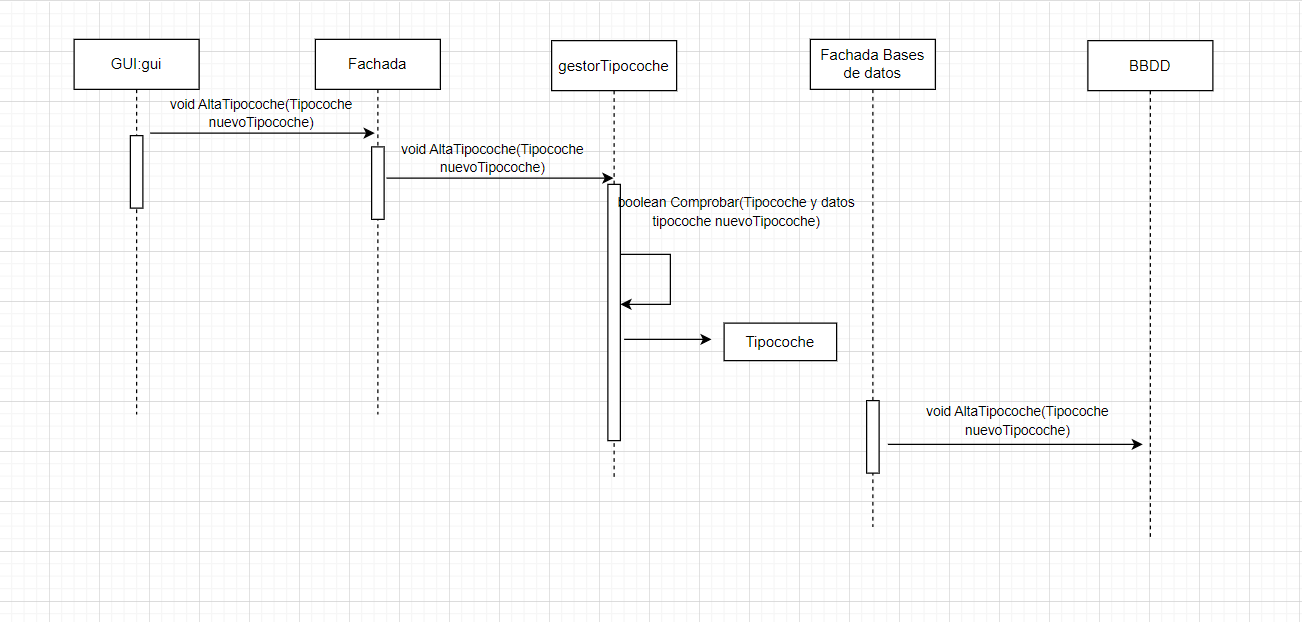 GUI:gui
Fachada
gestorTipocoche
Fachada Bases
de datos
BBDD
void AltaTipocoche(Tipocoche
nuevoTipocoche)
void AltaTipocoche(Tipocoche
nuevoTipocoche)
boolean Comprobar(Tipocoche y datos
tipocoche nuevoTipocoche)
Tipocoche
void AltaTipocoche(Tipocoche
nuevoTipocoche)